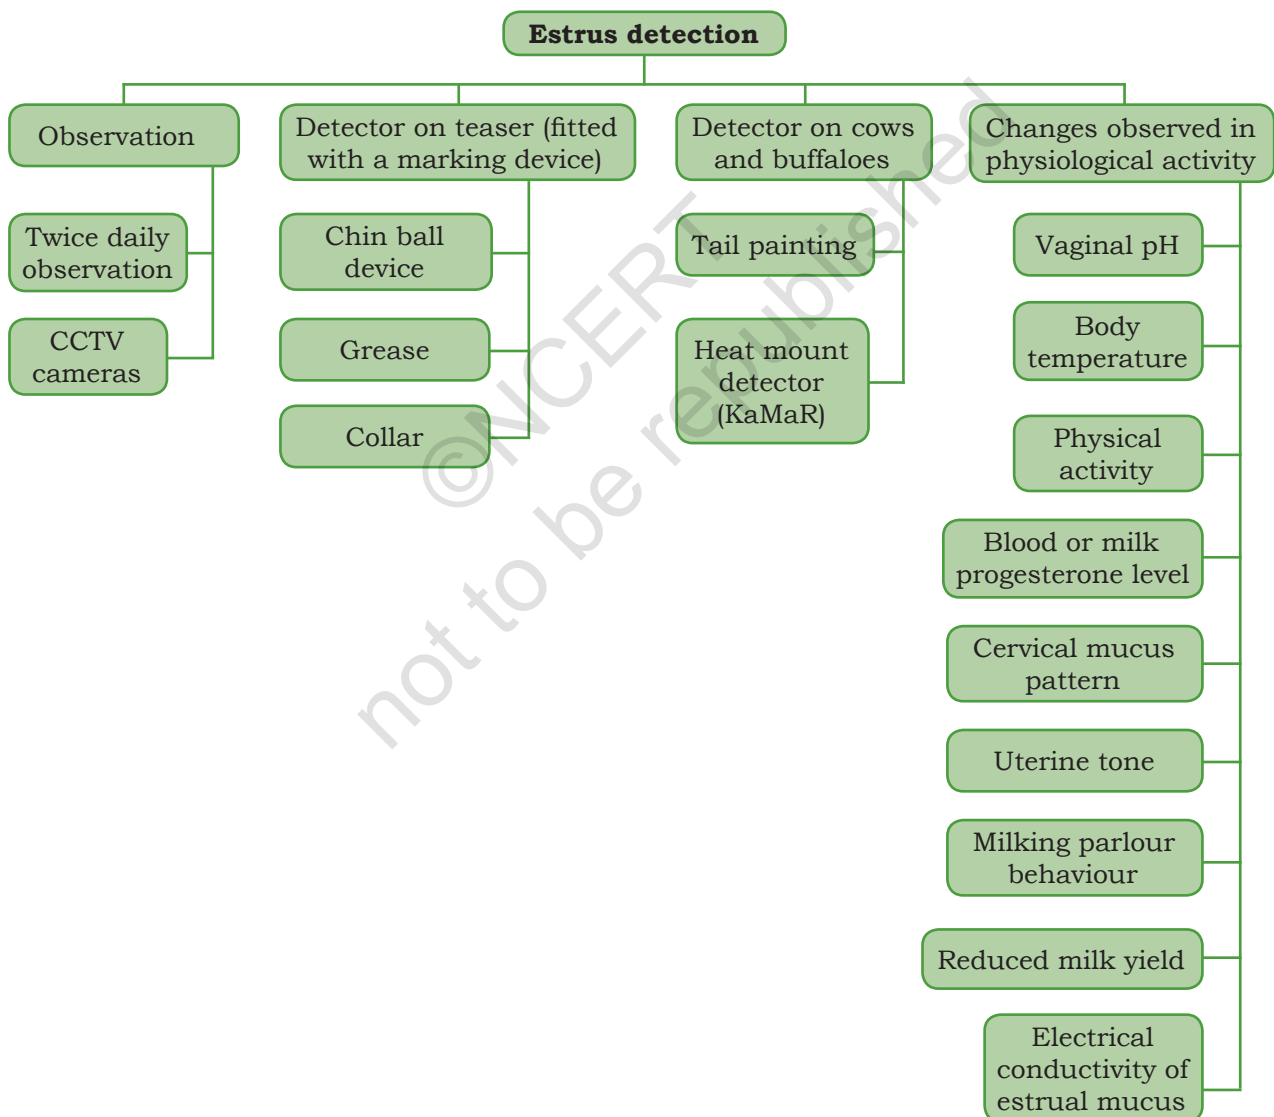 Estrus detection
Observation
Twice daily
observation
CCTV
cameras
Detector on teaser (fitted
with a marking device)
Chin ball
device
Grease
Collar
Detector on cows
and buffaloes
Tail painting
Heat mount
detector
(KaMaR)
Changes observed in
physiological activity
Vaginal pH
Body
temperature
Physical
activity
Blood or milk
progesterone level
Cervical mucus
pattern
Uterine tone
Milking parlour
behaviour
Reduced milk yield
Electrical
conductivity of
estrual mucus
©NCERT
not to be republished